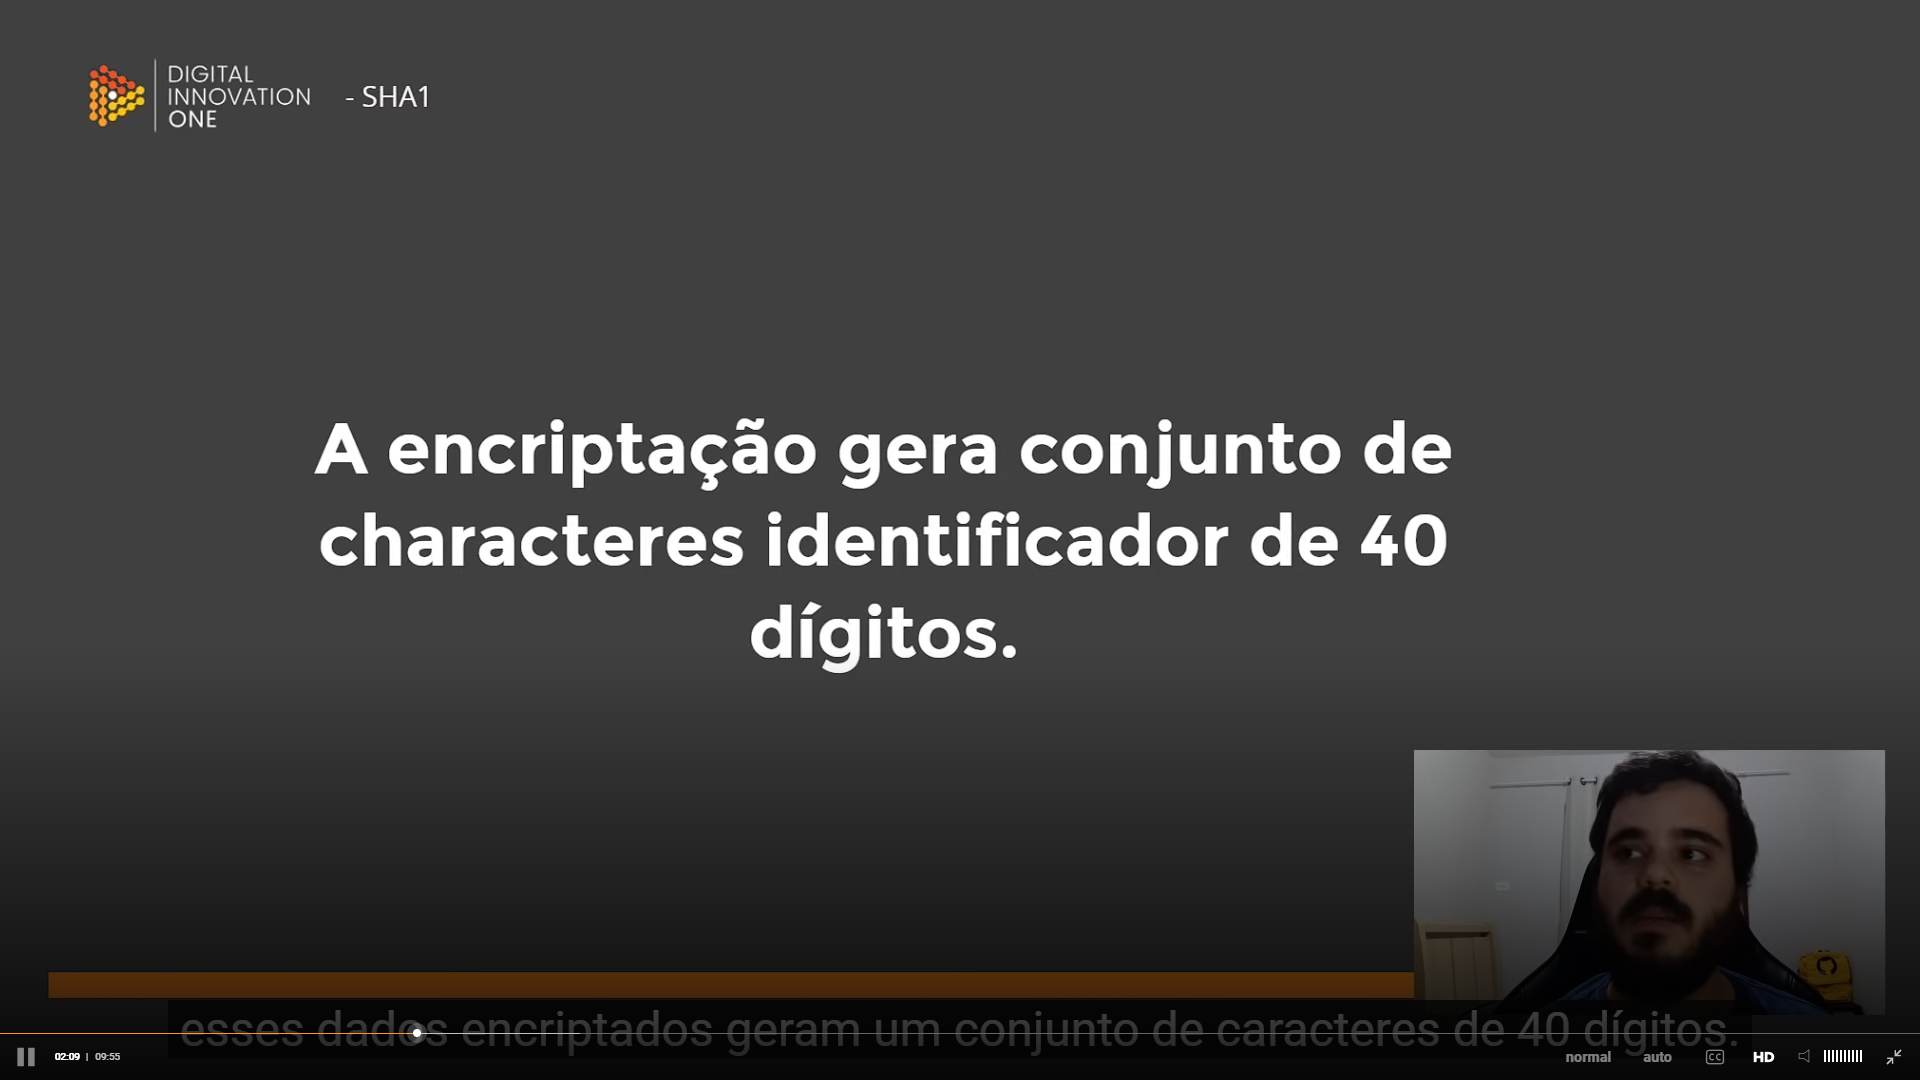 DIGITAL
INNOVATION
ONE
- SHA1
A encriptação gera conjunto de
characteres identificador de 40
dígitos.
esses dados encriptados geram um conjunto de caracteres de 40 dígitos.
02:09 | 09:55
normal auto CC HD